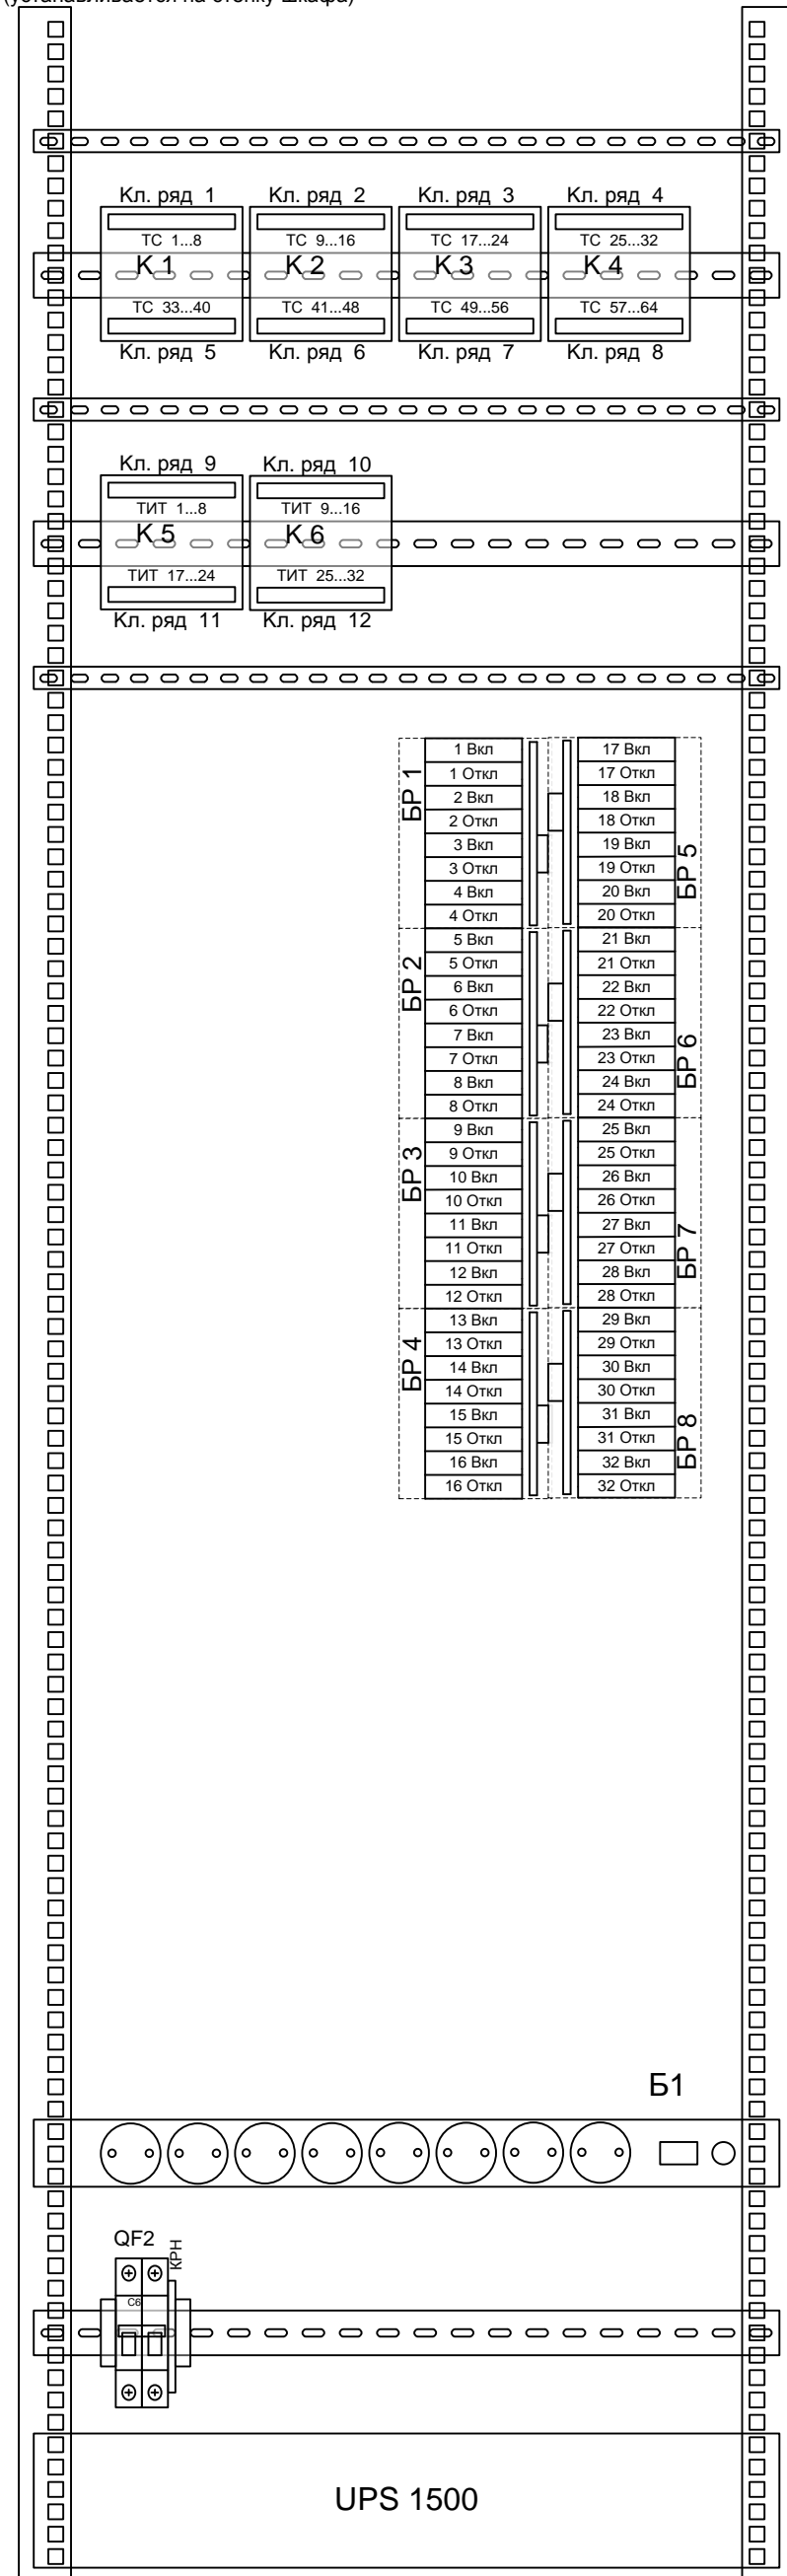 (устанавливается на стенку шкафа)
Кл. ряд 1 Кл. ряд 2 Кл. ряд 3 Кл. ряд 4
ТС 1...8 ТС 9...16 ТС 17...24 ТС 25...32
К 1 К 2 К 3 К 4
ТС 33...40 ТС 41...48 ТС 49...56 ТС 57...64
Кл. ряд 5 Кл. ряд 6 Кл. ряд 7 Кл. ряд 8
Кл. ряд 9 Кл. ряд 10
ТИТ 1...8 ТИТ 9...16
К 5 К 6
ТИТ 17...24 ТИТ 25...32
Кл. ряд 11 Кл. ряд 12
БР 1
1 Вкл
1 Откл
2 Вкл
2 Откл
3 Вкл
3 Откл
4 Вкл
4 Откл
БР 2
5 Вкл
5 Откл
6 Вкл
6 Откл
7 Вкл
7 Откл
8 Вкл
8 Откл
БР 3
9 Вкл
9 Откл
10 Вкл
10 Откл
11 Вкл
11 Откл
12 Вкл
12 Откл
БР 4
13 Вкл
13 Откл
14 Вкл
14 Откл
15 Вкл
15 Откл
16 Вкл
16 Откл
17 Вкл
17 Откл
18 Вкл
18 Откл
19 Вкл
19 Откл
20 Вкл
20 Откл
БР 5
21 Вкл
21 Откл
22 Вкл
22 Откл
23 Вкл
23 Откл
24 Вкл
24 Откл
БР 6
25 Вкл
25 Откл
26 Вкл
26 Откл
27 Вкл
27 Откл
28 Вкл
28 Откл
БР 7
29 Вкл
29 Откл
30 Вкл
30 Откл
31 Вкл
31 Откл
32 Вкл
32 Откл
БР 8
Б1
QF2
КРН
С6
UPS 1500